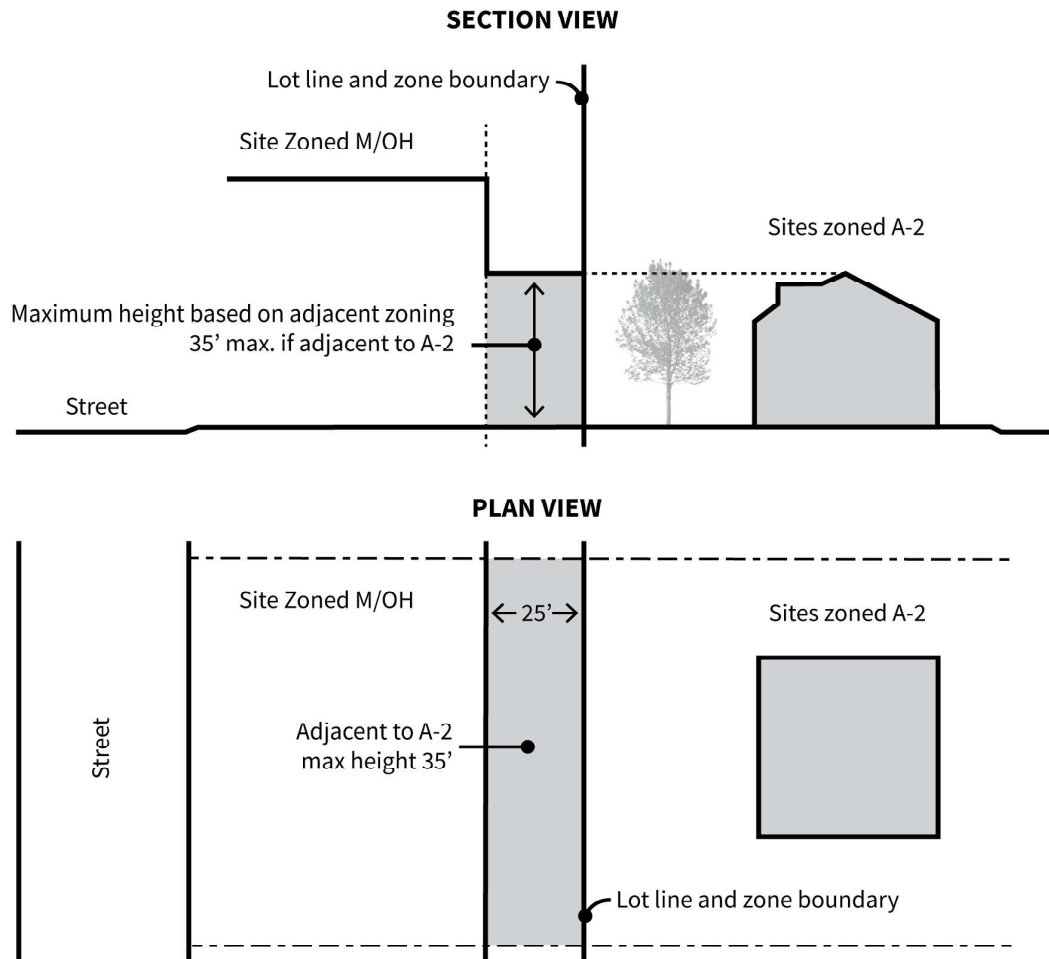 SECTION VIEW
Lot line and zone boundary
Site Zoned M/OH
Sites zoned A-2
Maximum height based on adjacent zoning
35’ max. if adjacent to A-2
Street
PLAN VIEW
Site Zoned M/OH
25’
Sites zoned A-2
Street
Adjacent to A-2
max height 35’
Lot line and zone boundary